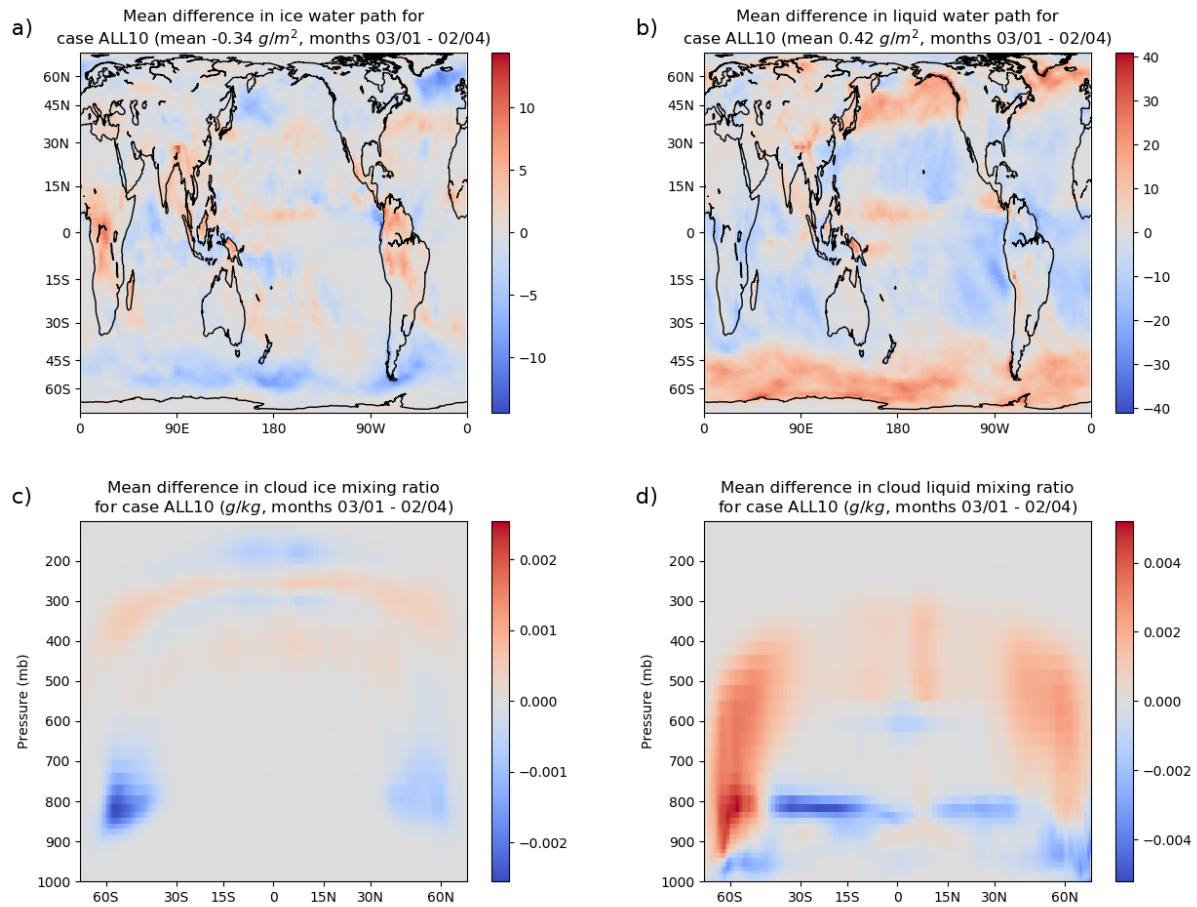 a)
Mean difference in ice water path for
case ALL10 (mean -0.34 g/m², months 03/01 - 02/04)
60N
45N
30N
15N
0
15S
30S
45S
60S
0 90E 180 90W 0
10
5
0
−5
−10
b)
Mean difference in liquid water path for
case ALL10 (mean 0.42 g/m², months 03/01 - 02/04)
60N
45N
30N
15N
0
15S
30S
45S
60S
0 90E 180 90W 0
40
30
20
10
0
−10
−20
−30
−40
c)
Mean difference in cloud ice mixing ratio
for case ALL10 (g/kg, months 03/01 - 02/04)
Pressure (mb)
200
300
400
500
600
700
800
900
1000
60S 30S 15S 0 15N 30N 60N
0.002
0.001
0.000
−0.001
−0.002
d)
Mean difference in cloud liquid mixing ratio
for case ALL10 (g/kg, months 03/01 - 02/04)
Pressure (mb)
200
300
400
500
600
700
800
900
1000
60S 30S 15S 0 15N 30N 60N
0.004
0.002
0.000
−0.002
−0.004